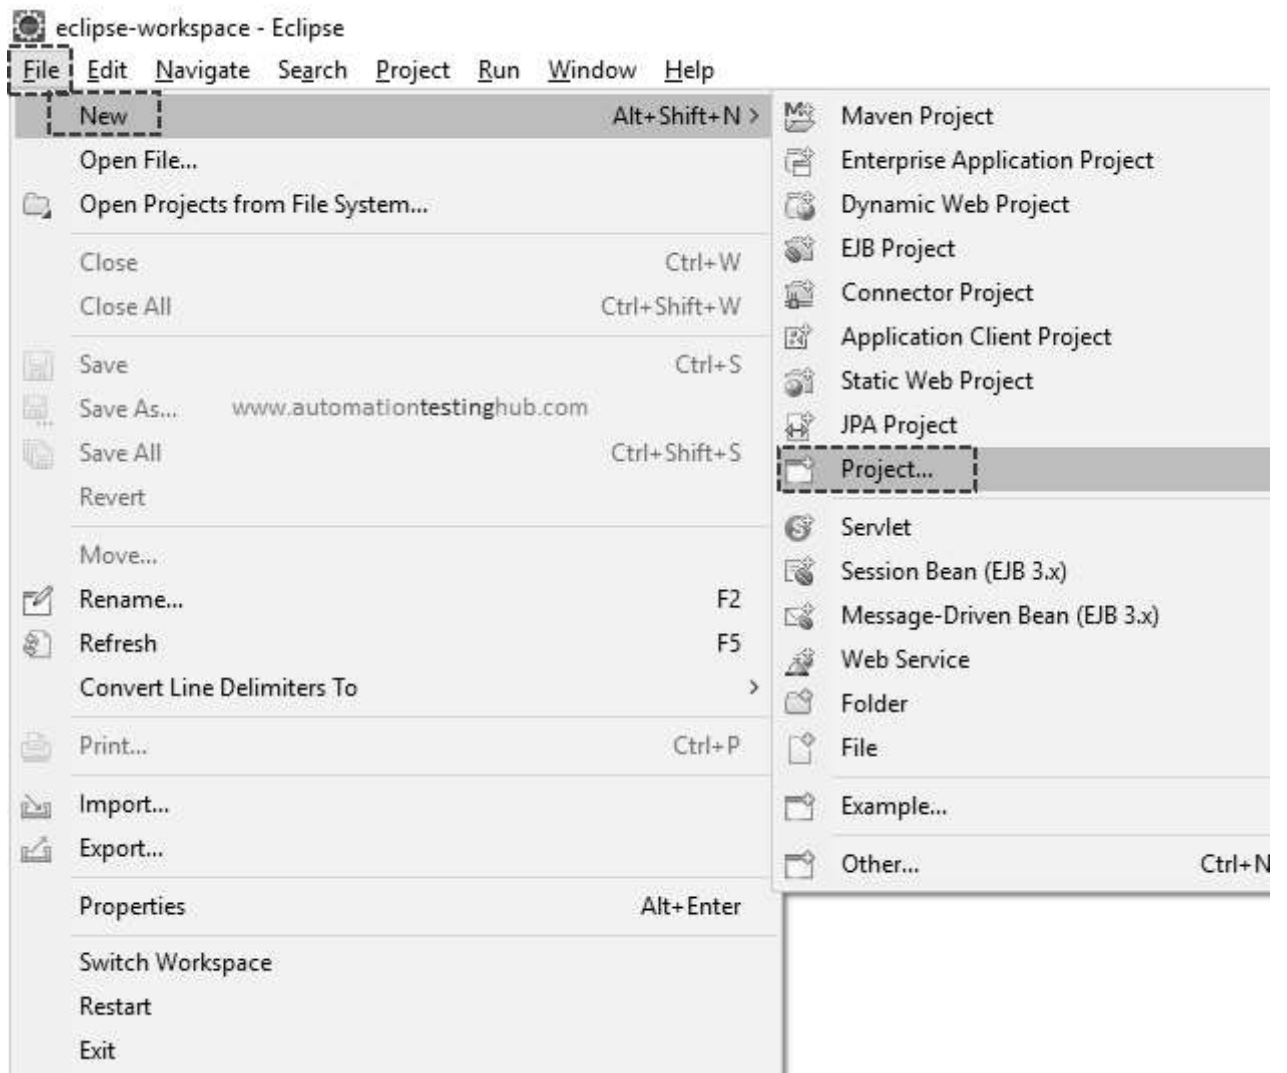 eclipse-workspace - Eclipse
File Edit Navigate Search Project Run Window Help
New Alt+Shift+N >
Open File...
Open Projects from File System...
Close Ctrl+W
Close All Ctrl+Shift+W
Save Ctrl+S
Save As... www.automationtestinghub.com
Save All Ctrl+Shift+S
Revert
Move...
Rename... F2
Refresh F5
Convert Line Delimiters To >
Print... Ctrl+P
Import...
Export...
Properties Alt+Enter
Switch Workspace
Restart
Exit
Maven Project
Enterprise Application Project
Dynamic Web Project
EJB Project
Connector Project
Application Client Project
Static Web Project
JPA Project
Project...
Servlet
Session Bean (EJB 3.x)
Message-Driven Bean (EJB 3.x)
Web Service
Folder
File
Example...
Other... Ctrl+N